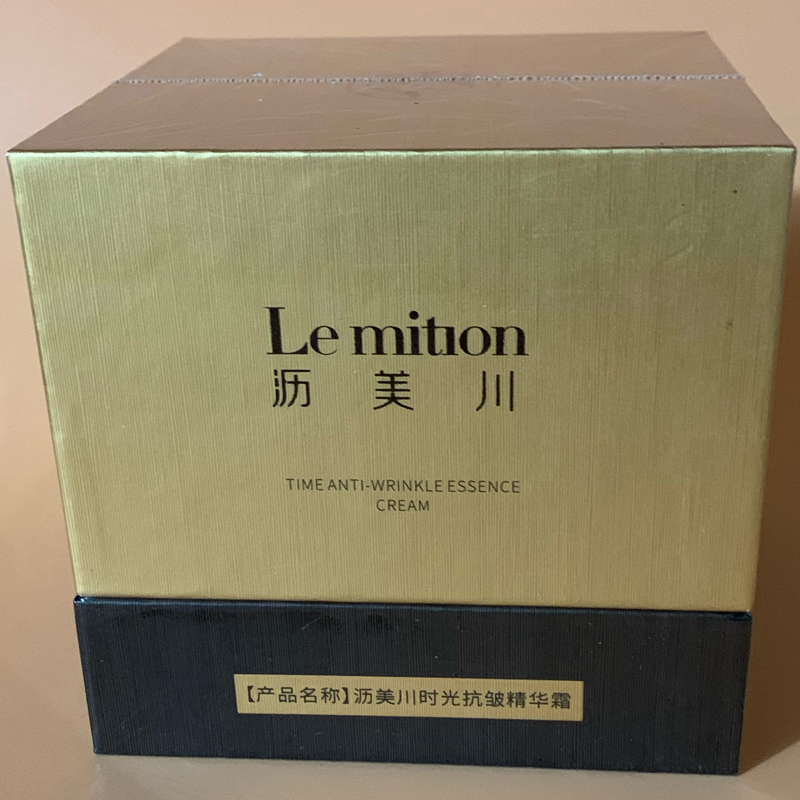 Le mition
沥美川
TIME ANTI-WRINKLE ESSENCE
CREAM
【产品名称】沥美川时光抗皱精华霜